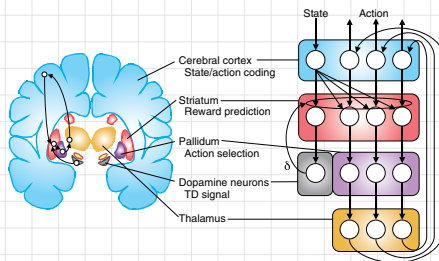 State
Action
Cerebral cortex
State/action coding
Striatum
Reward prediction
Pallidum
Action selection
δ
Dopamine neurons
TD signal
Thalamus